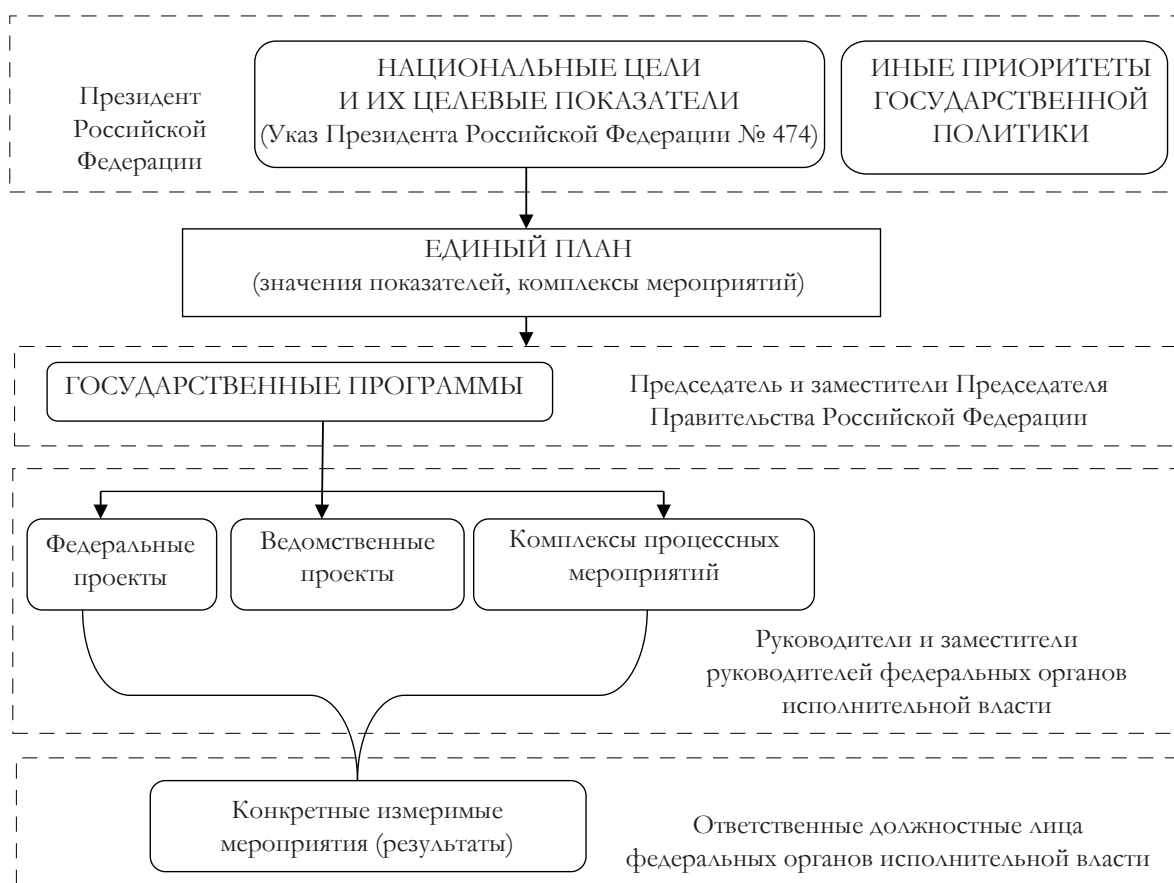 Президент
Российской
Федерации
НАЦИОНАЛЬНЫЕ ЦЕЛИ
И ИХ ЦЕЛЕВЫЕ ПОКАЗАТЕЛИ
(Указ Президента Российской Федерации № 474)
ИНЫЕ ПРИОРИТЕТЫ
ГОСУДАРСТВЕННОЙ
ПОЛИТИКИ
ЕДИНЫЙ ПЛАН
(значения показателей, комплексы мероприятий)
ГОСУДАРСТВЕННЫЕ ПРОГРАММЫ
Председатель и заместители Председателя
Правительства Российской Федерации
Федеральные
проекты
Ведомственные
проекты
Комплексы процессных
мероприятий
Руководители и заместители
руководителей федеральных органов
исполнительной власти
Конкретные измеримые
мероприятия (результаты)
Ответственные должностные лица
федеральных органов исполнительной власти